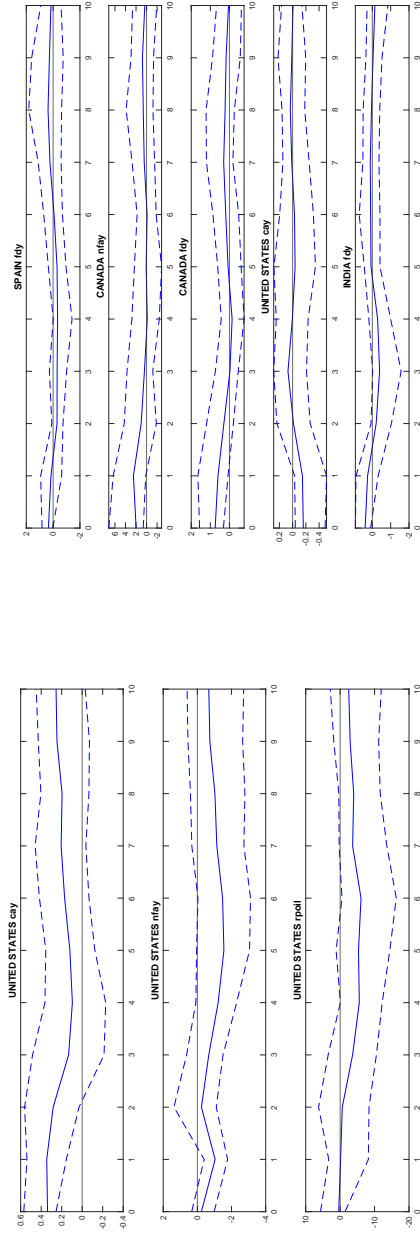 UNITED STATES cay
0.6
0.4
0.2
0
-0.2
-0.4
0 1 2 3 4 5 6 7 8 9 10
UNITED STATES nfay
2
0
-2
-4
0 1 2 3 4 5 6 7 8 9 10
UNITED STATES rpoil
10
0
-10
-20
0 1 2 3 4 5 6 7 8 9 10
SPAIN fdy
2
0
-2
0 1 2 3 4 5 6 7 8 9 10
CANADA nfay
6
4
2
0
-2
0 1 2 3 4 5 6 7 8 9 10
CANADA fdy
2
1
0
0 1 2 3 4 5 6 7 8 9 10
UNITED STATES cay
0.2
0
-0.2
-0.4
0 1 2 3 4 5 6 7 8 9 10
INDIA fdy
0
-1
-2
0 1 2 3 4 5 6 7 8 9 10